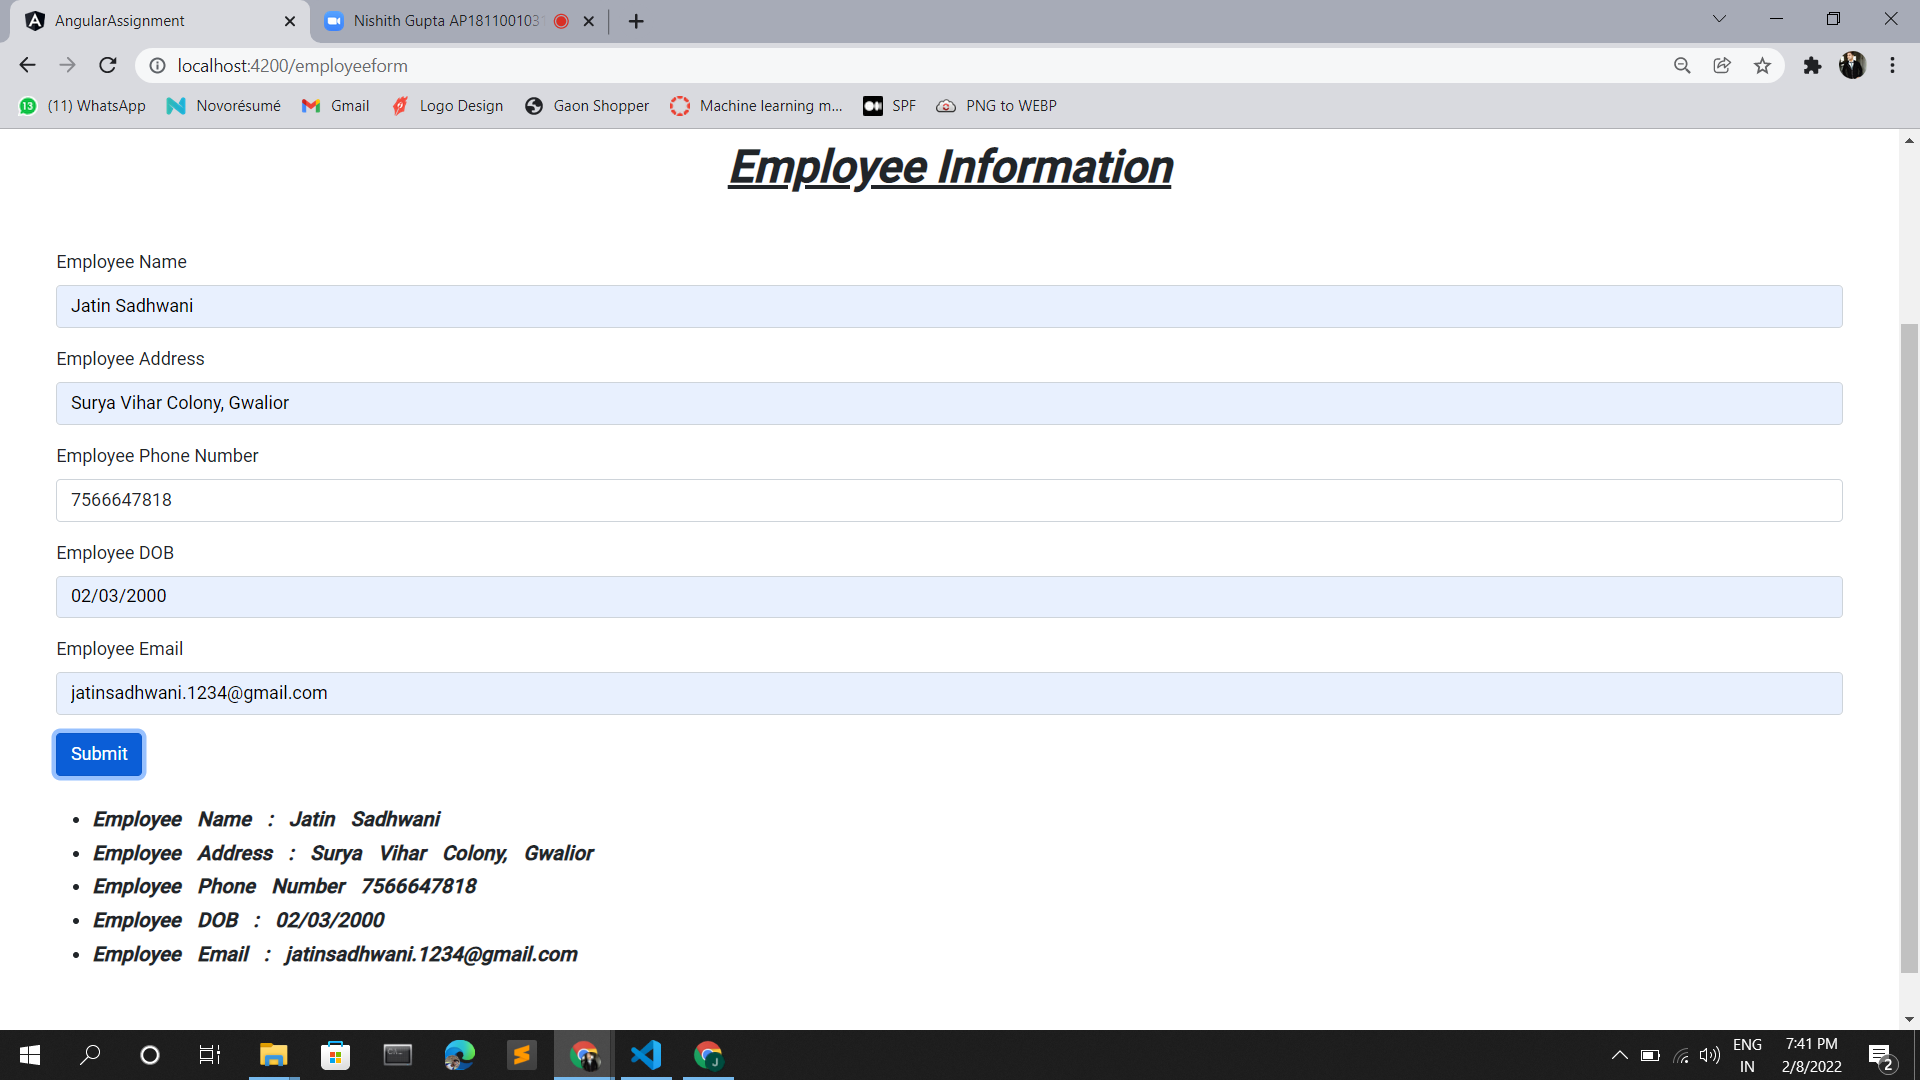 AngularAssignment
Nishith Gupta AP1811001031
localhost:4200/employeeform
13 (11) WhatsApp Novorésumé Gmail Logo Design Gaon Shopper Machine learning m... SPF PNG to WEBP
Employee Information
Employee Name
Jatin Sadhwani
Employee Address
Surya Vihar Colony, Gwalior
Employee Phone Number
7566647818
Employee DOB
02/03/2000
Employee Email
jatinsadhwani.1234@gmail.com
Submit
• Employee Name : Jatin Sadhwani
• Employee Address : Surya Vihar Colony, Gwalior
• Employee Phone Number 7566647818
• Employee DOB : 02/03/2000
• Employee Email : jatinsadhwani.1234@gmail.com
ENG 7:41 PM
IN 2/8/2022 2